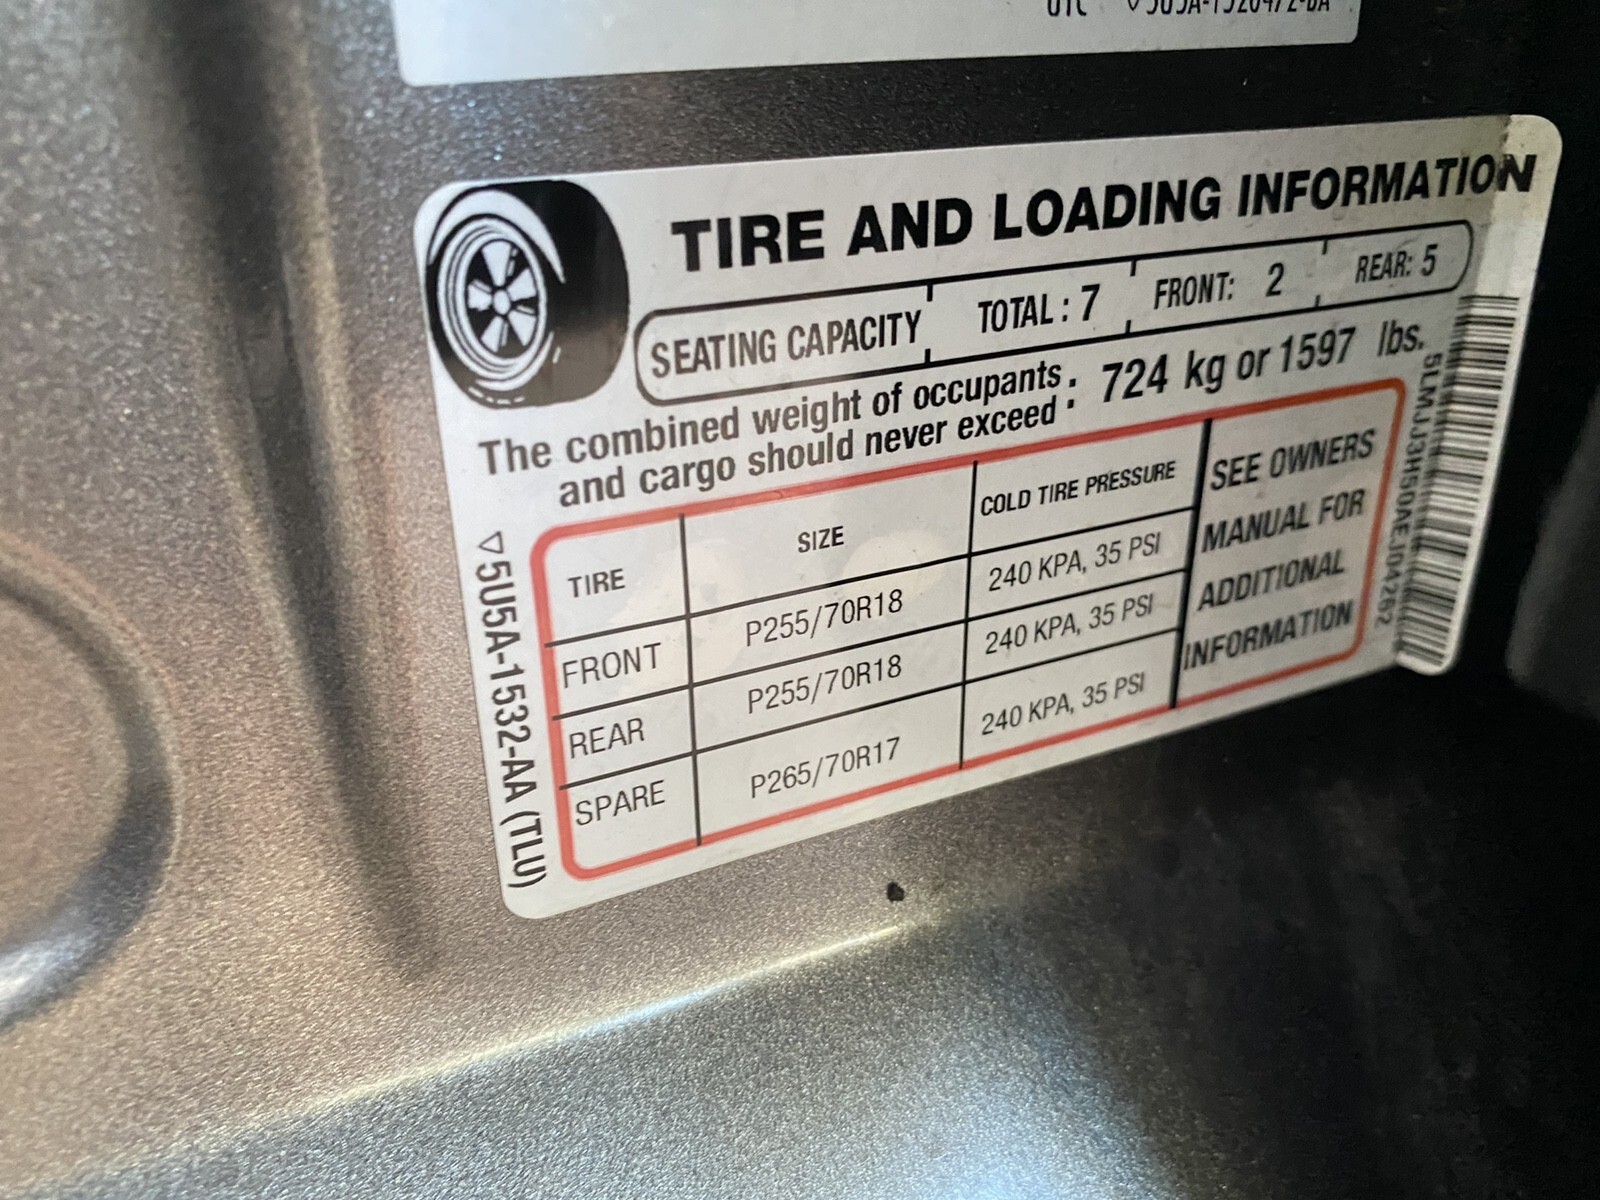 TIRE AND LOADING INFORMATION
SEATING CAPACITY TOTAL : 7 FRONT: 2 REAR: 5
The combined weight of occupants : 724 kg or 1597 lbs.
and cargo should never exceed
TIRE SIZE COLD TIRE PRESSURE SEE OWNERS
FRONT P255/70R18 240 KPA, 35 PSI MANUAL FOR
REAR P255/70R18 240 KPA, 35 PSI ADDITIONAL
SPARE P265/70R17 240 KPA, 35 PSI INFORMATION
5U5A-1532-AA (TLU)
5LMJJ3H50AEJ04262